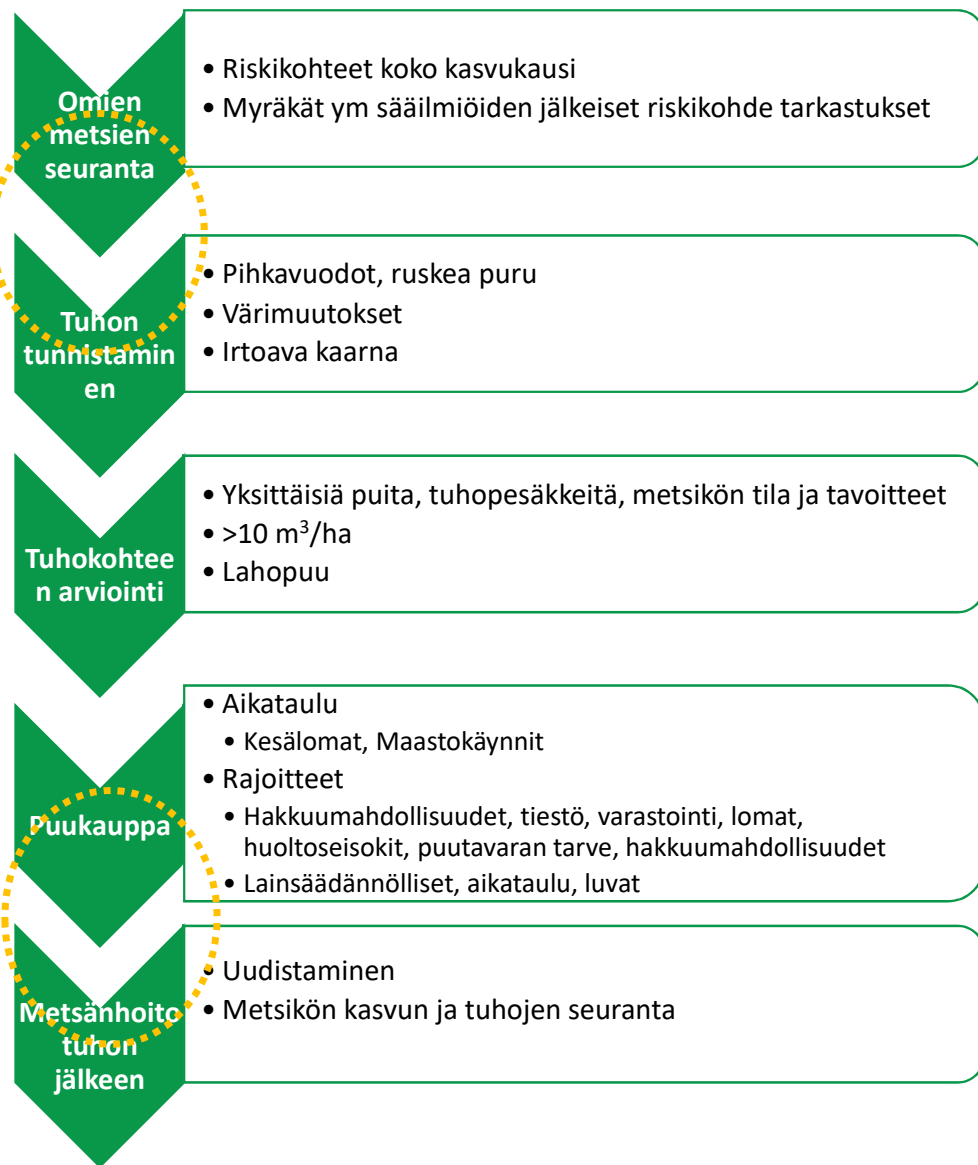 Omien
metsien
seuranta
• Riskikohteet koko kasvukausi
• Myräkät ym sääilmiöiden jälkeiset riskikohde tarkastukset
Tuhon
tunnistamin
en
• Pihkavuodot, ruskea puru
• Värimuutokset
• Irtoava kaarna
Tuhokohtee
n arviointi
• Yksittäisiä puita, tuhopesäkkeitä, metsikön tila ja tavoitteet
• >10 m³/ha
• Lahopuu
Puukauppa
• Aikataulu
• Kesälomat, Maastokäynnit
• Rajoitteet
• Hakkuumahdollisuudet, tiestö, varastointi, lomat,
huoltoseisokit, puutavaran tarve, hakkuumahdollisuudet
• Lainsäädännölliset, aikataulu, luvat
Metsänhoito
tuhon
jälkeen
• Uudistaminen
• Metsikön kasvun ja tuhojen seuranta